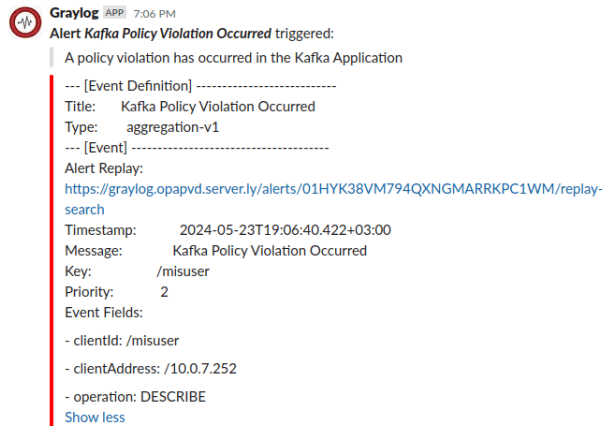 Graylog APP 7:06 PM
Alert Kafka Policy Violation Occurred triggered:
A policy violation has occurred in the Kafka Application
--- [Event Definition] ---------------------------
Title: Kafka Policy Violation Occurred
Type: aggregation-v1
--- [Event] --------------------------------------
Alert Replay:
https://graylog.opapvd.server.ly/alerts/01HYK38VM794QXNGMARRKPC1WM/replay-
search
Timestamp: 2024-05-23T19:06:40.422+03:00
Message: Kafka Policy Violation Occurred
Key: /misuser
Priority: 2
Event Fields:
- clientId: /misuser
- clientAddress: /10.0.7.252
- operation: DESCRIBE
Show less